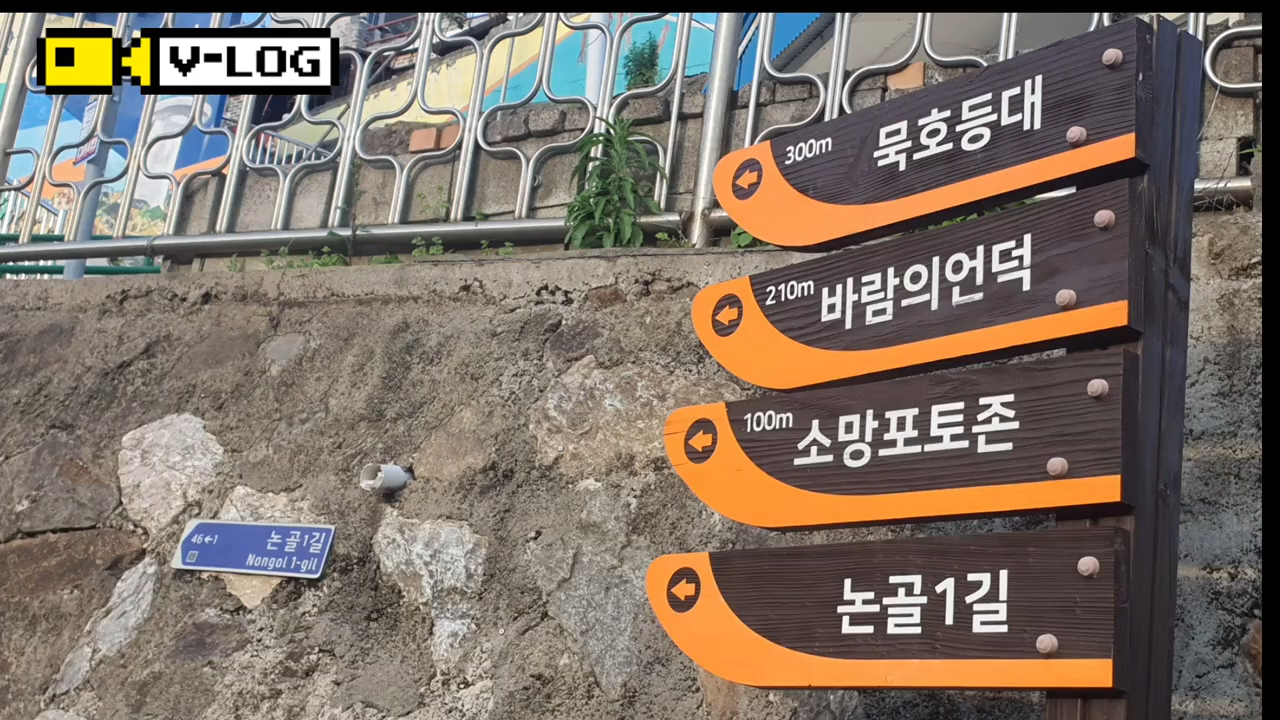 V-LOG
300m 묵호등대
210m 바람의언덕
100m 소망포토존
논골1길
46←1 논골1길
Nongol 1-gil